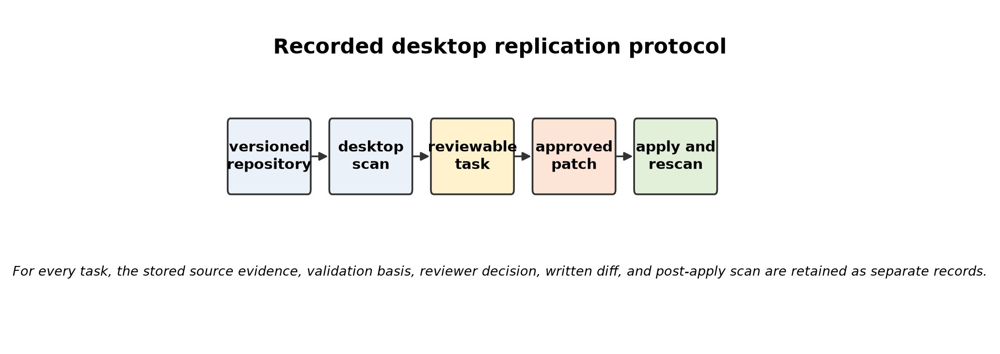 Recorded desktop replication protocol
versioned
repository
desktop
scan
reviewable
task
approved
patch
apply and
rescan
For every task, the stored source evidence, validation basis, reviewer decision, written diff, and post-apply scan are retained as separate records.